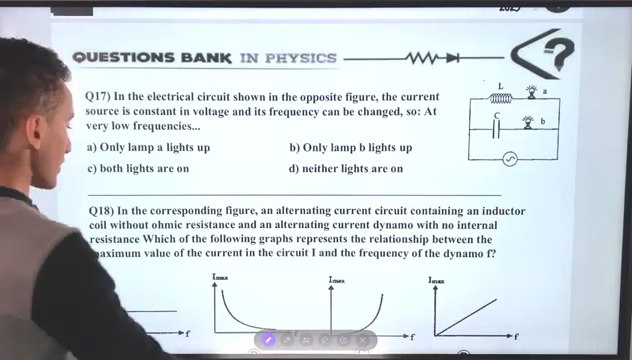 2025
QUESTIONS BANK IN PHYSICS
?
Q17) In the electrical circuit shown in the opposite figure, the current
source is constant in voltage and its frequency can be changed, so: At
very low frequencies...
a) Only lamp a lights up
b) Only lamp b lights up
c) both lights are on
d) neither lights are on
L
a
C
b
Q18) In the corresponding figure, an alternating current circuit containing an inductor
coil without ohmic resistance and an alternating current dynamo with no internal
resistance Which of the following graphs represents the relationship between the
maximum value of the current in the circuit I and the frequency of the dynamo f?
Imax
Imax
Imax
f
f
f